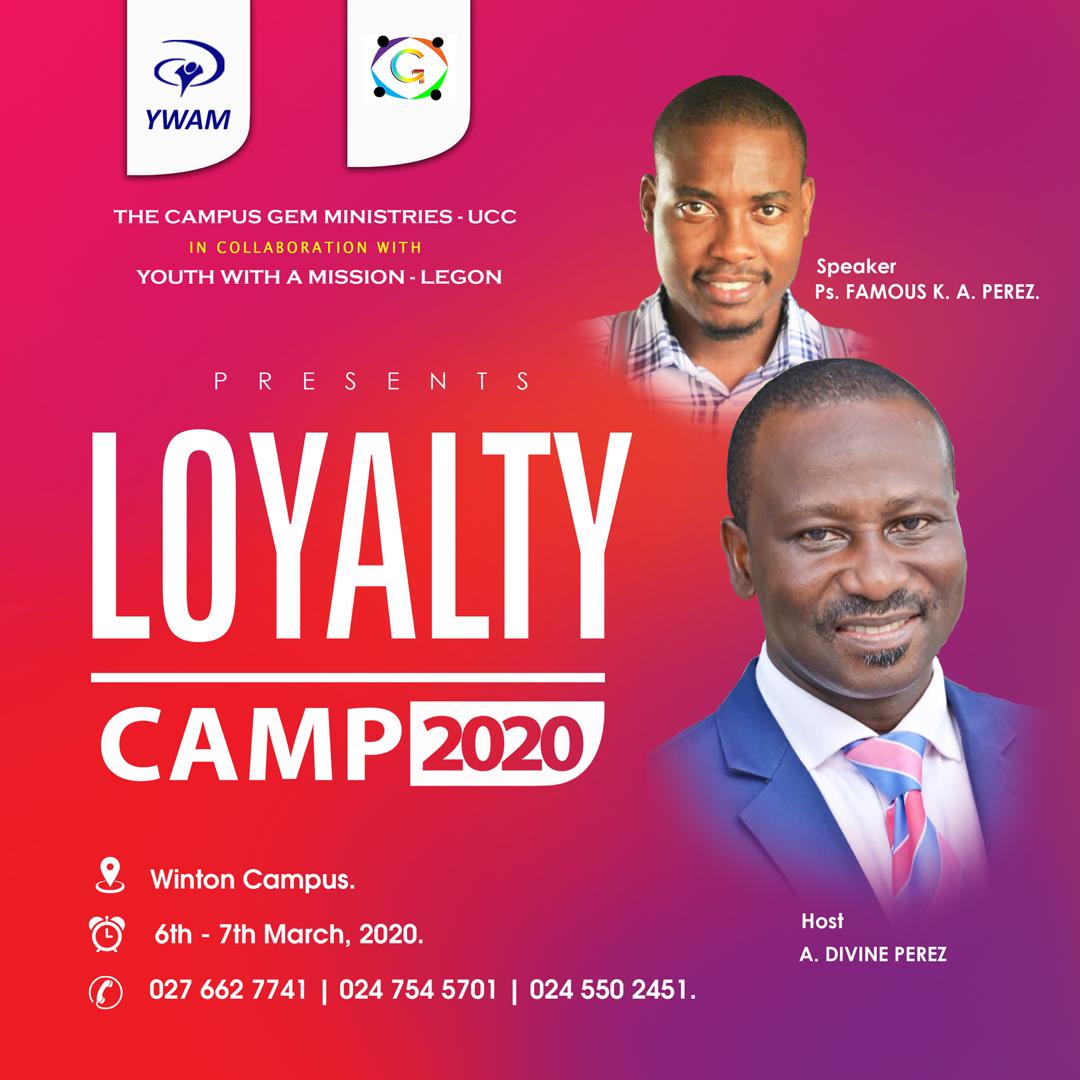 YWAM
G
THE CAMPUS GEM MINISTRIES - UCC
IN COLLABORATION WITH
YOUTH WITH A MISSION - LEGON
Speaker
Ps. FAMOUS K. A. PEREZ.
PRESENTS
LOYALTY
CAMP 2020
Winton Campus.
6th - 7th March, 2020.
027 662 7741 | 024 754 5701 | 024 550 2451.
Host
A. DIVINE PEREZ